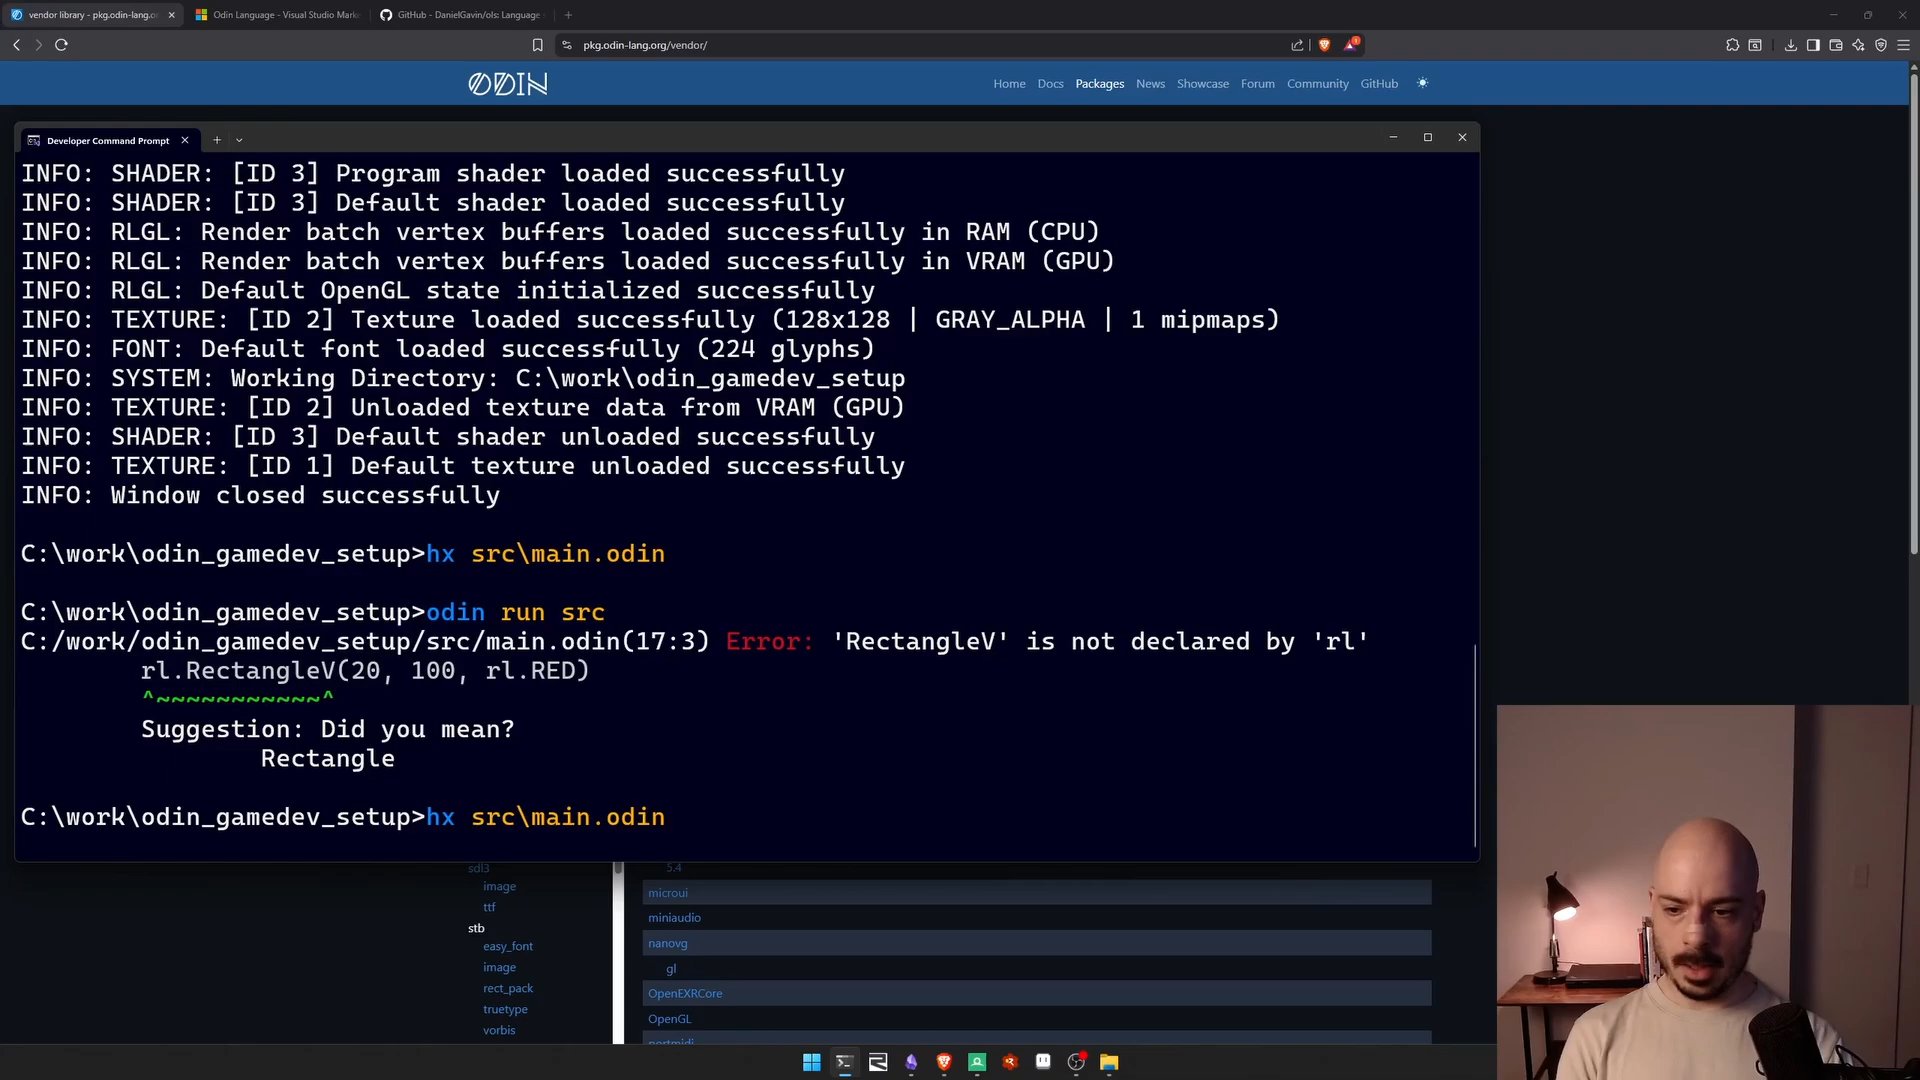 vendor library - pkg.odin-lang.o
Odin Language - Visual Studio Mark
GitHub - DanielGavin/ols: Language
pkg.odin-lang.org/vendor/
ODIN
Home Docs Packages News Showcase Forum Community GitHub
Developer Command Prompt
INFO: SHADER: [ID 3] Program shader loaded successfully
INFO: SHADER: [ID 3] Default shader loaded successfully
INFO: RLGL: Render batch vertex buffers loaded successfully in RAM (CPU)
INFO: RLGL: Render batch vertex buffers loaded successfully in VRAM (GPU)
INFO: RLGL: Default OpenGL state initialized successfully
INFO: TEXTURE: [ID 2] Texture loaded successfully (128x128 | GRAY_ALPHA | 1 mipmaps)
INFO: FONT: Default font loaded successfully (224 glyphs)
INFO: SYSTEM: Working Directory: C:\work\odin_gamedev_setup
INFO: TEXTURE: [ID 2] Unloaded texture data from VRAM (GPU)
INFO: SHADER: [ID 3] Default shader unloaded successfully
INFO: TEXTURE: [ID 1] Default texture unloaded successfully
INFO: Window closed successfully
C:\work\odin_gamedev_setup>hx src\main.odin
C:\work\odin_gamedev_setup>odin run src
C:/work/odin_gamedev_setup/src/main.odin(17:3) Error: 'RectangleV' is not declared by 'rl'
rl.RectangleV(20, 100, rl.RED)
^~~~~~~~~~~~^
Suggestion: Did you mean?
Rectangle
C:\work\odin_gamedev_setup>hx src\main.odin
sdl3
image
ttf
stb
easy_font
image
rect_pack
truetype
vorbis
5.4
microui
miniaudio
nanovg
gl
OpenEXRCore
OpenGL
portmidi